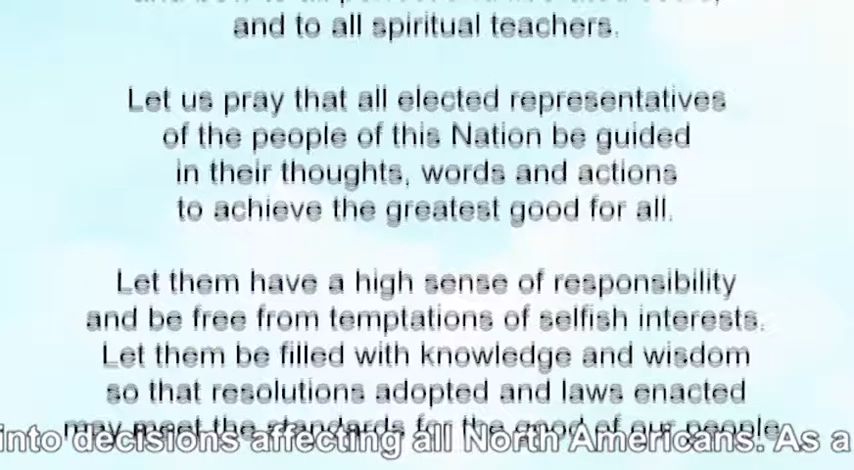 and to all spiritual teachers.
Let us pray that all elected representatives
of the people of this Nation be guided
in their thoughts, words and actions
to achieve the greatest good for all.
Let them have a high sense of responsibility
and be free from temptations of selfish interests.
Let them be filled with knowledge and wisdom
so that resolutions adopted and laws enacted
may meet the standards for the good of our people
into decisions affecting all North Americans. As a